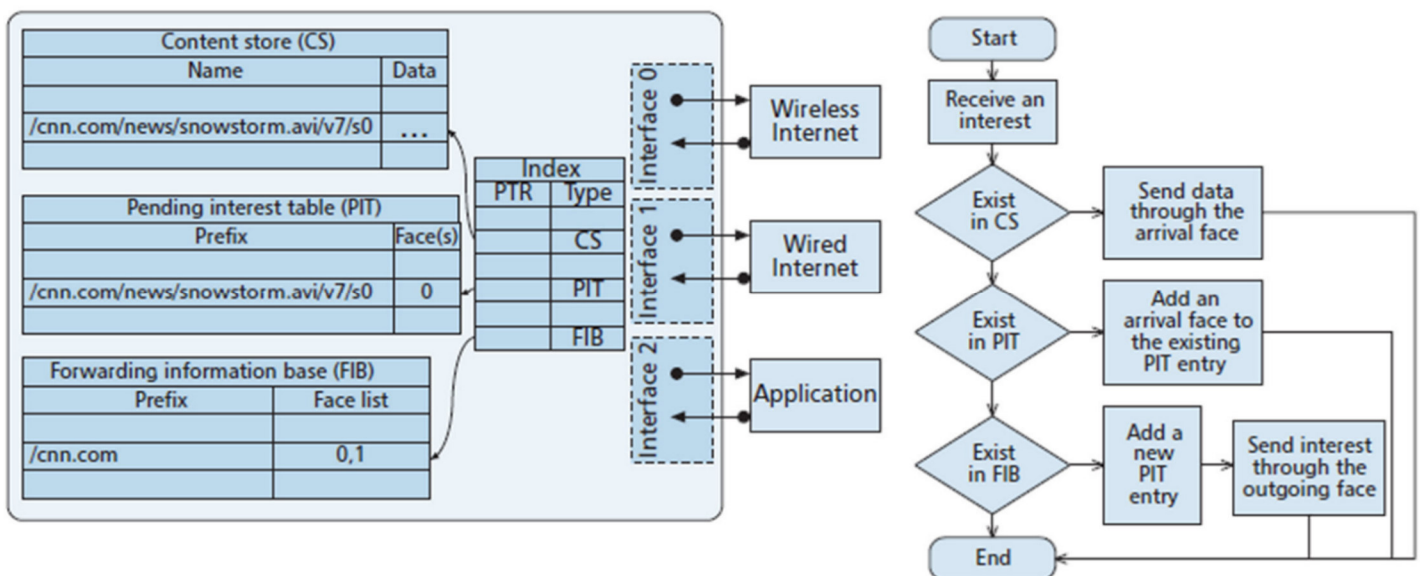 Content store (CS)
Name Data
/cnn.com/news/snowstorm.avi/v7/s0 ...
Pending interest table (PIT)
Prefix Face(s)
/cnn.com/news/snowstorm.avi/v7/s0 0
Forwarding information base (FIB)
Prefix Face list
/cnn.com 0,1
Index
PTR Type
CS
PIT
FIB
Interface 0
Interface 1
Interface 2
Wireless
Internet
Wired
Internet
Application
Start
Receive an
interest
Exist
in CS
Send data
through the
arrival face
Exist
in PIT
Add an
arrival face to
the existing
PIT entry
Exist
in FIB
Add a
new
PIT
entry
Send interest
through the
outgoing face
End